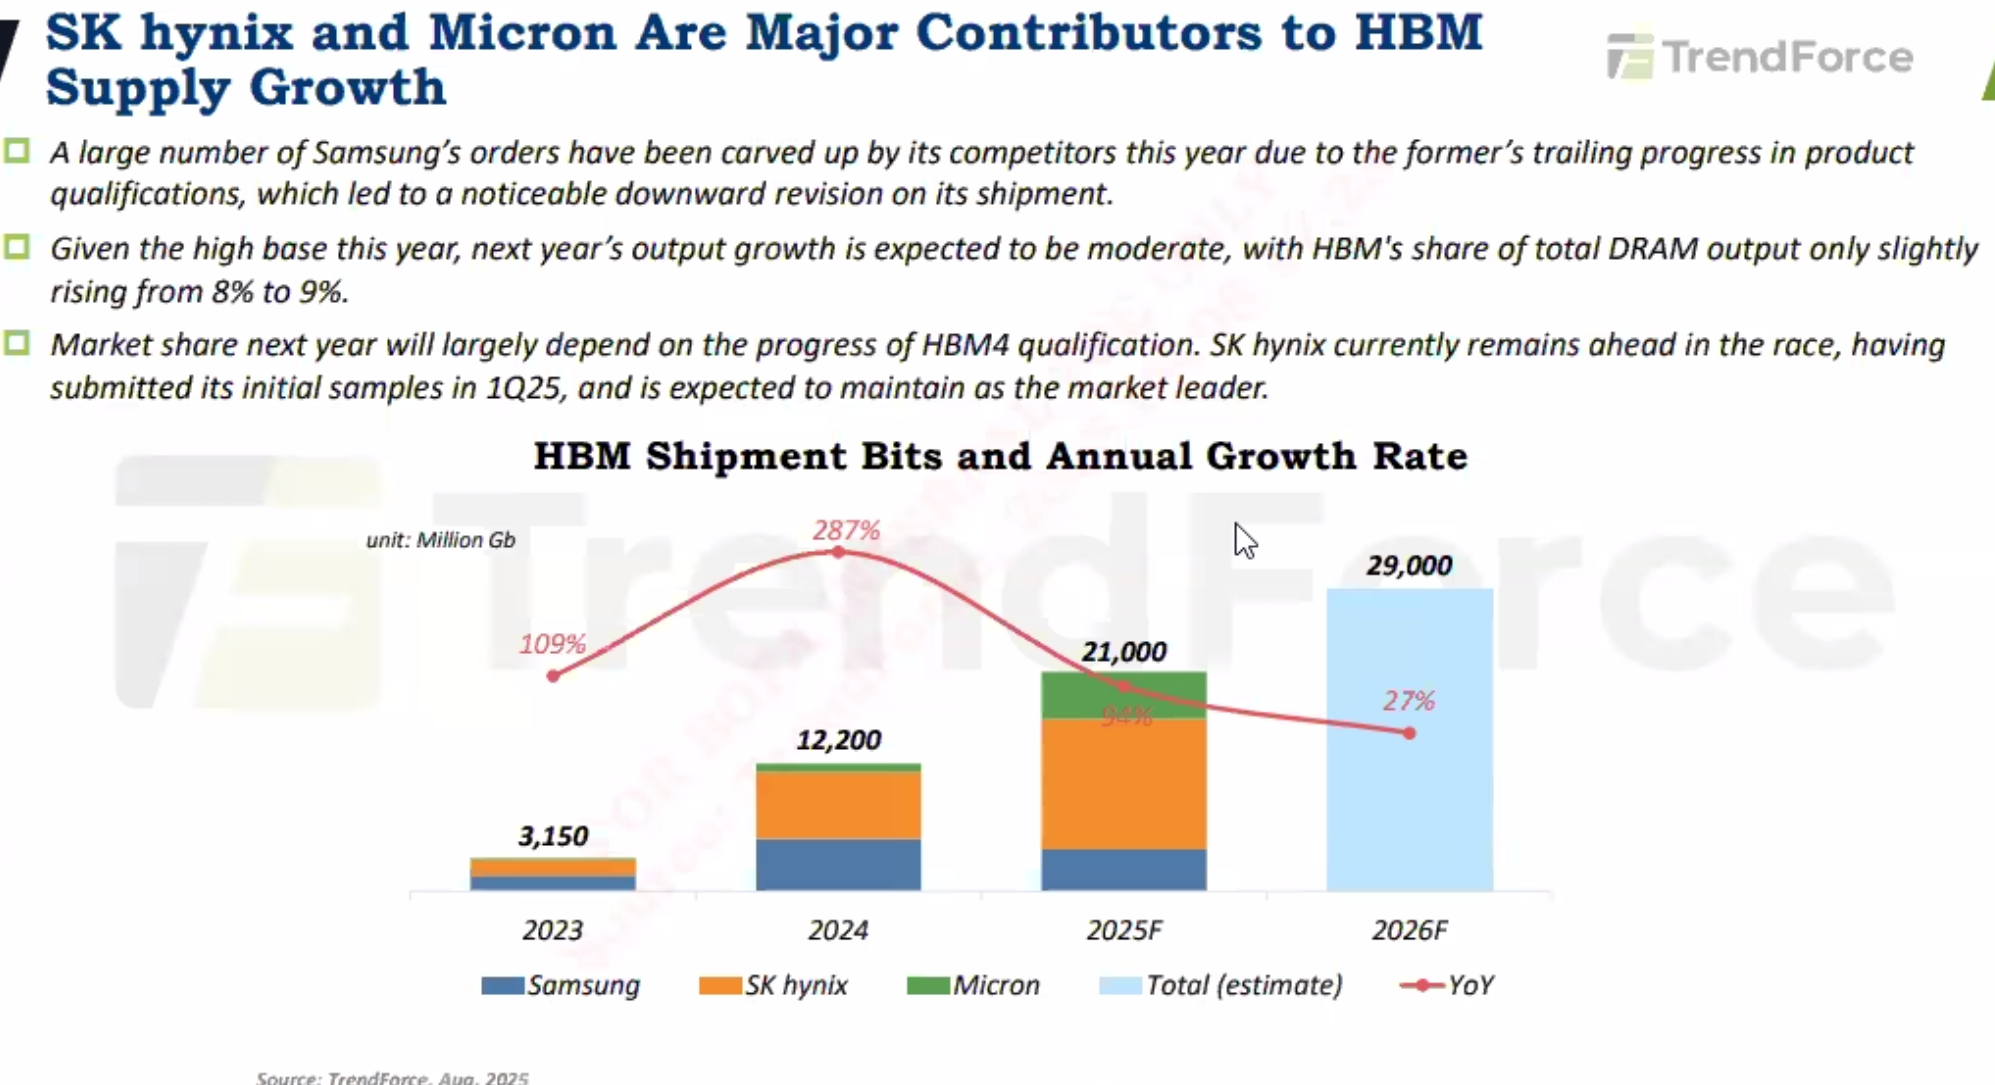 SK hynix and Micron Are Major Contributors to HBM
Supply Growth
TrendForce
A large number of Samsung’s orders have been carved up by its competitors this year due to the former’s trailing progress in product
qualifications, which led to a noticeable downward revision on its shipment.
Given the high base this year, next year’s output growth is expected to be moderate, with HBM's share of total DRAM output only slightly
rising from 8% to 9%.
Market share next year will largely depend on the progress of HBM4 qualification. SK hynix currently remains ahead in the race, having
submitted its initial samples in 1Q25, and is expected to maintain as the market leader.
HBM Shipment Bits and Annual Growth Rate
TrendForce
unit: Million Gb
109%
287%
94%
27%
3,150
12,200
21,000
29,000
2023
2024
2025F
2026F
Samsung
SK hynix
Micron
Total (estimate)
YoY
Source: TrendForce, Aug, 2025